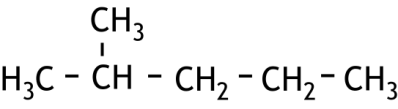 CH₃
H₃C – CH – CH₂ – CH₂ – CH₃